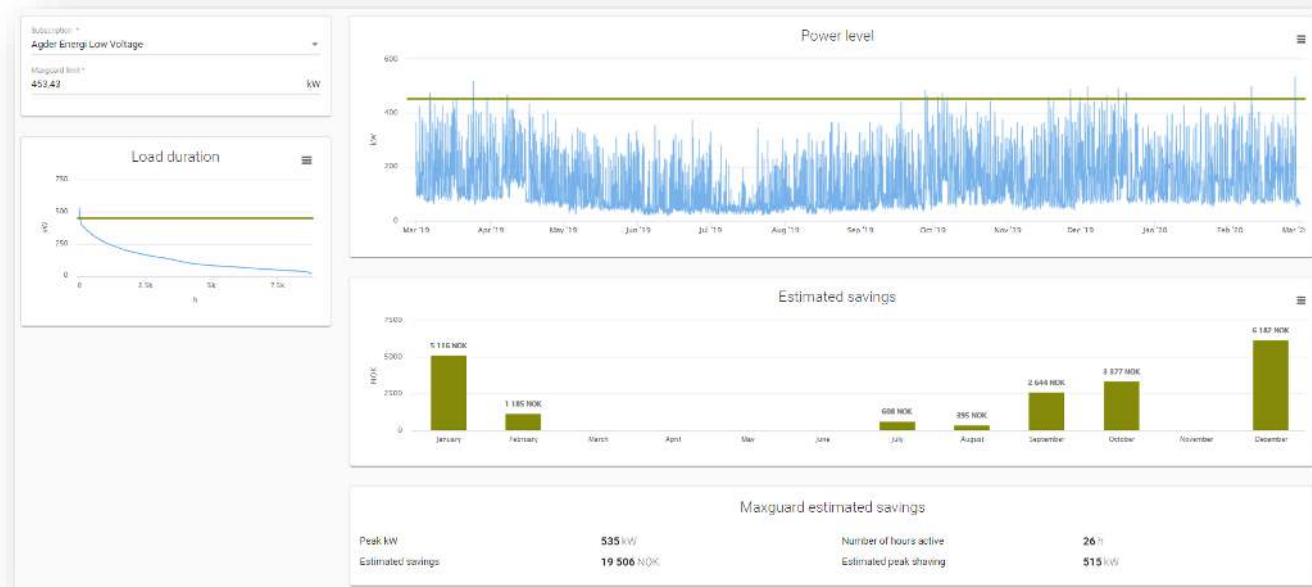 Subscription *
Agder Energi Low Voltage
Maxguard limit *
453,43 kW
Load duration
750
500
250
0
kW
0 2.5k 5k 7.5k
h
Power level
600
400
200
0
kW
Mar '19 Apr '19 May '19 Jun '19 Jul '19 Aug '19 Sep '19 Oct '19 Nov '19 Dec '19 Jan '20 Feb '20
Estimated savings
7500
5000
2500
0
NOK
5 116 NOK
1 185 NOK
608 NOK
395 NOK
2 644 NOK
3 377 NOK
6 182 NOK
January February March April May June July August September October November December
Maxguard estimated savings
Peak kW 535 kW Number of hours active 26 h
Estimated savings 19 506 NOK Estimated peak shaving 515 kW